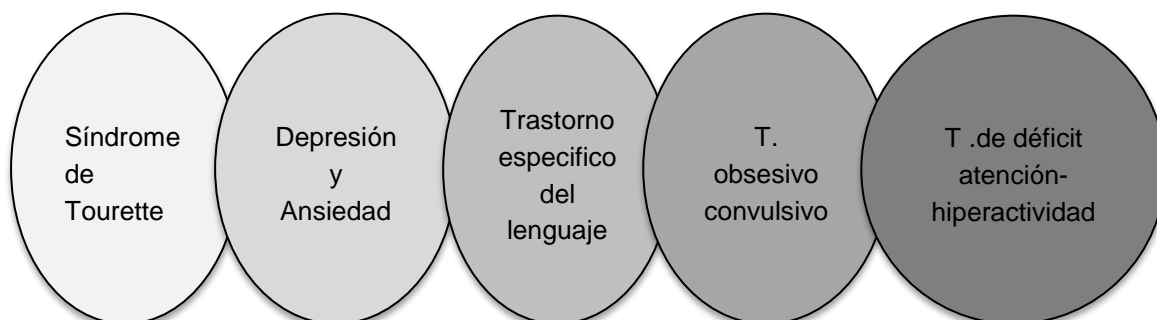 Síndrome
de
Tourette
Depresión
y
Ansiedad
Trastorno
especifico
del
lenguaje
T.
obsesivo
convulsivo
T .de déficit
atención-
hiperactividad